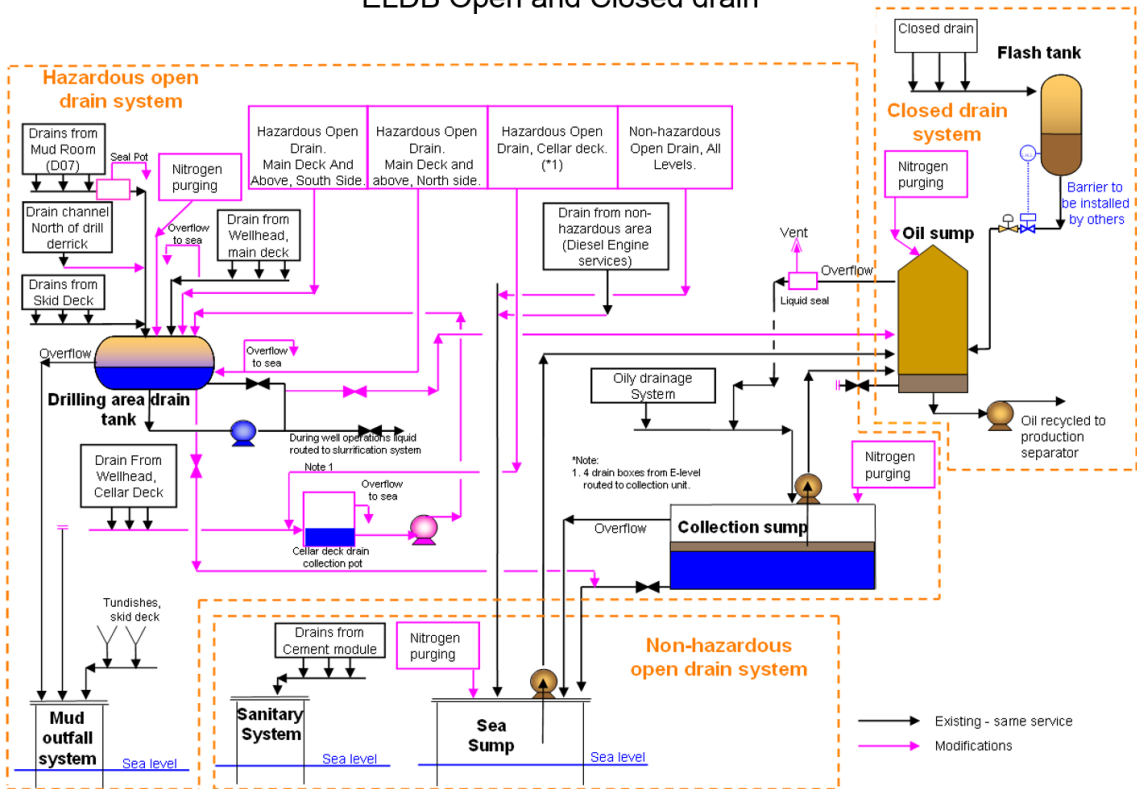 ELDB Open and Closed drain
Closed drain
Flash tank
Hazardous open
drain system
Closed drain
system
Drains from
Mud Room
(D07)
Seal Pot
Nitrogen
purging
Hazardous Open
Drain.
Main Deck And
Above, South Side.
Hazardous Open
Drain.
Main Deck and
above, North side.
Hazardous Open
Drain, Cellar deck.
(*1)
Non-hazardous
Open Drain, All
Levels.
Nitrogen
purging
Barrier to
be installed
by others
Drain channel
North of drill
derrick
Overflow
to sea
Drain from
Wellhead,
main deck
Drain from non-
hazardous area
(Diesel Engine
services)
Vent
Oil sump
Overflow
Liquid seal
Drains from
Skid Deck
Overflow
Overflow
to sea
Drilling area drain
tank
Oily drainage
System
Oil recycled to
production
separator
During well operations liquid
routed to slurrification system
Drain From
Wellhead,
Cellar Deck
Note 1
Overflow
to sea
*Note:
1. 4 drain boxes from E-level
routed to collection unit.
Nitrogen
purging
Overflow
Collection sump
Cellar deck drain
collection pot
Tundishes,
skid deck
Drains from
Cement module
Nitrogen
purging
Non-hazardous
open drain system
Mud
outfall
system
Sanitary
System
Sea
Sump
Sea level
Sea level
Sea level
Existing - same service
Modifications